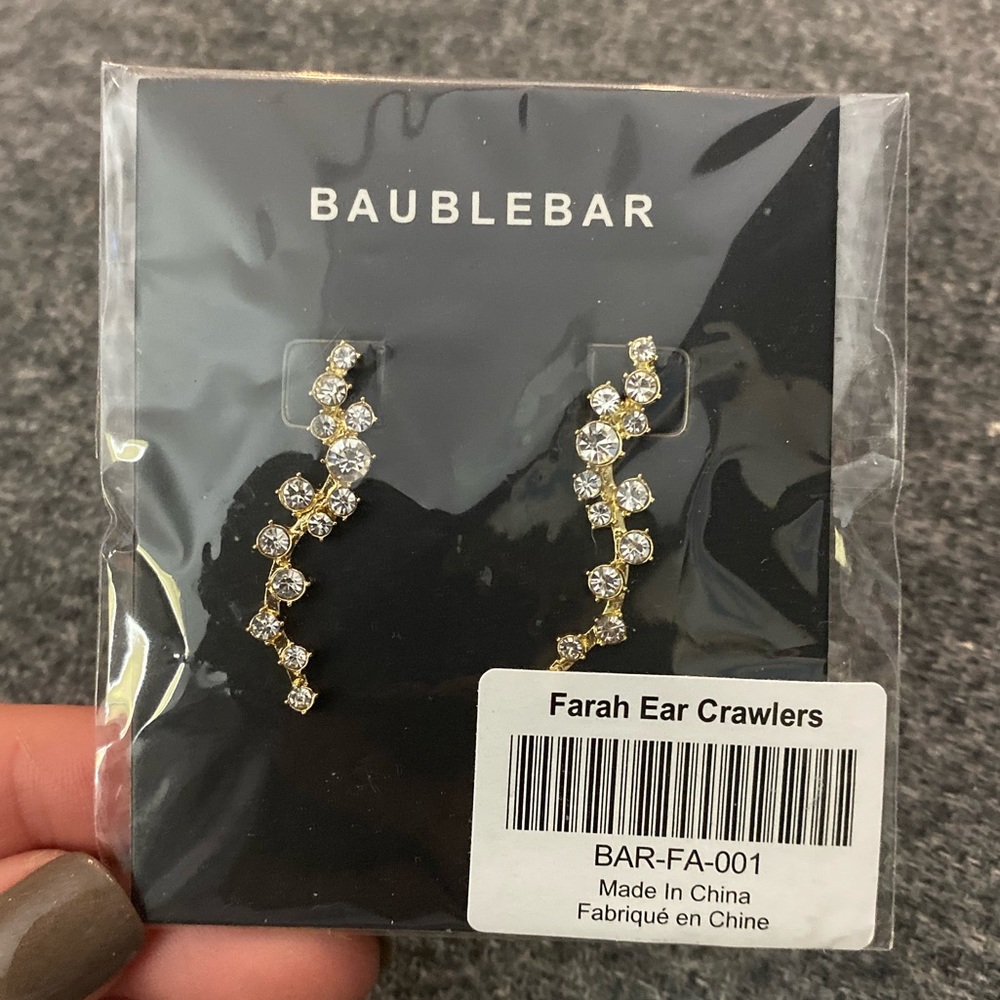 BAUBLEBAR
Farah Ear Crawlers
BAR-FA-001
Made In China
Fabriqué en Chine